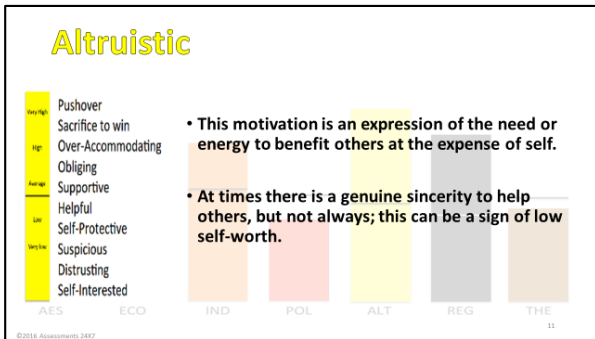 Altruistic
Very High
High
Average
Low
Very low
Pushover
Sacrifice to win
Over-Accommodating
Obliging
Supportive
Helpful
Self-Protective
Suspicious
Distrusting
Self-Interested
• This motivation is an expression of the need or
energy to benefit others at the expense of self.
• At times there is a genuine sincerity to help
others, but not always; this can be a sign of low
self-worth.
AES ECO IND POL ALT REG THE
11
©2016 Assessments 24X7